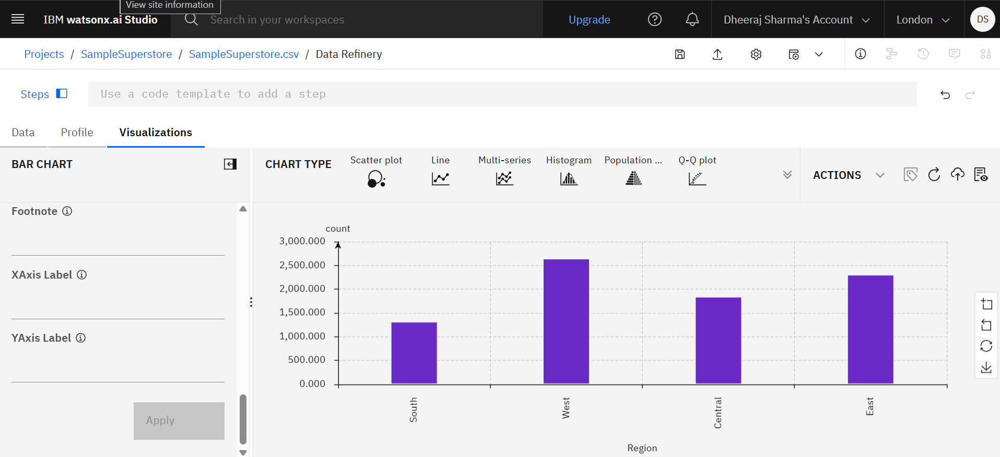 View site information
IBM watsonx.ai Studio
Search in your workspaces
Upgrade
Dheeraj Sharma's Account
London
DS
Projects / SampleSuperstore / SampleSuperstore.csv / Data Refinery
Steps
Use a code template to add a step
Data
Profile
Visualizations
BAR CHART
CHART TYPE
Scatter plot
Line
Multi-series
Histogram
Population ...
Q-Q plot
ACTIONS
Footnote
XAxis Label
YAxis Label
Apply
count
3,000.000
2,500.000
2,000.000
1,500.000
1,000.000
500.000
0.000
South
West
Central
East
Region